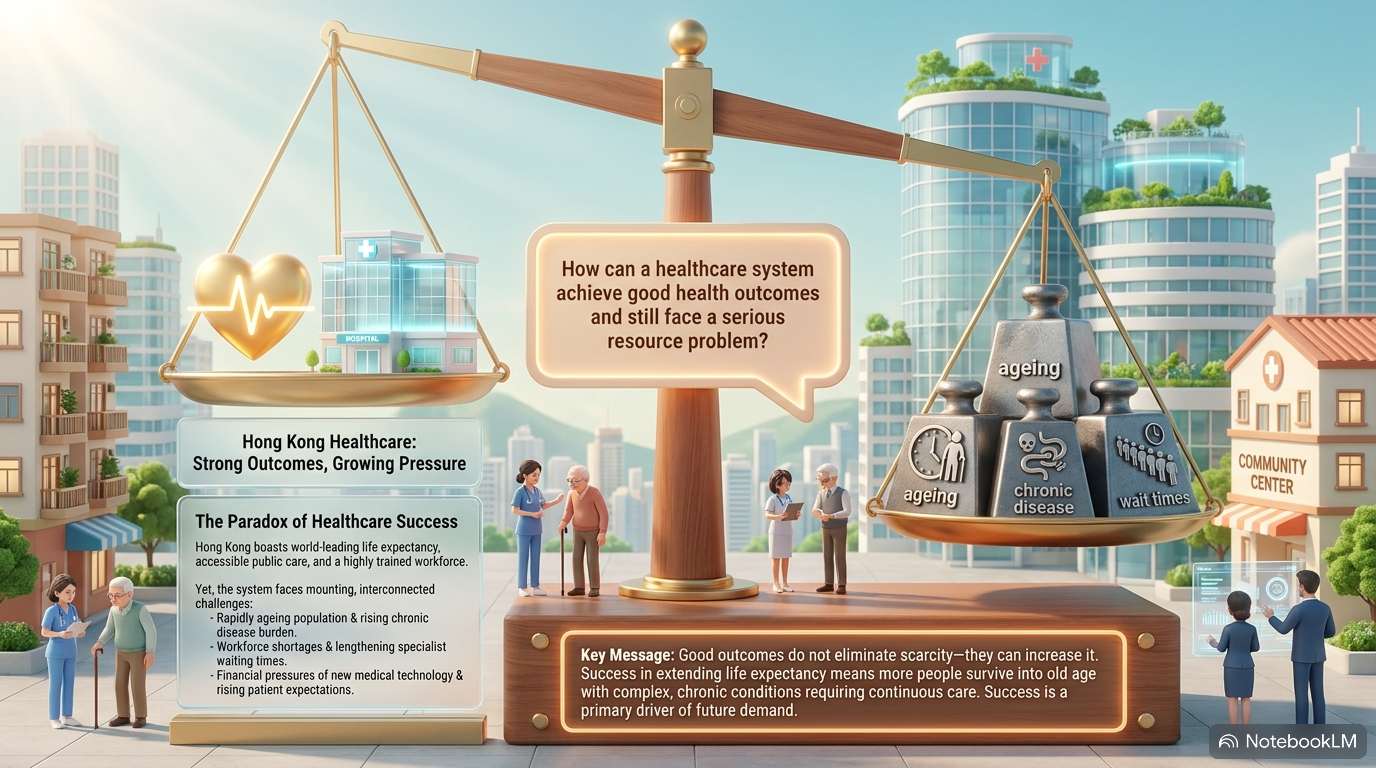 How can a healthcare system
achieve good health outcomes
and still face a serious
resource problem?
HOSPITAL
Hong Kong Healthcare:
Strong Outcomes, Growing Pressure
The Paradox of Healthcare Success
Hong Kong boasts world-leading life expectancy,
accessible public care, and a highly trained workforce.
Yet, the system faces mounting, interconnected
challenges:
- Rapidly ageing population & rising chronic
disease burden.
- Workforce shortages & lengthening specialist
waiting times.
- Financial pressures of new medical technology &
rising patient expectations.
ageing
ageing
chronic
disease
wait times
COMMUNITY
CENTER
Key Message: Good outcomes do not eliminate scarcity—they can increase it.
Success in extending life expectancy means more people survive into old age
with complex, chronic conditions requiring continuous care. Success is a
primary driver of future demand.
NotebookLM